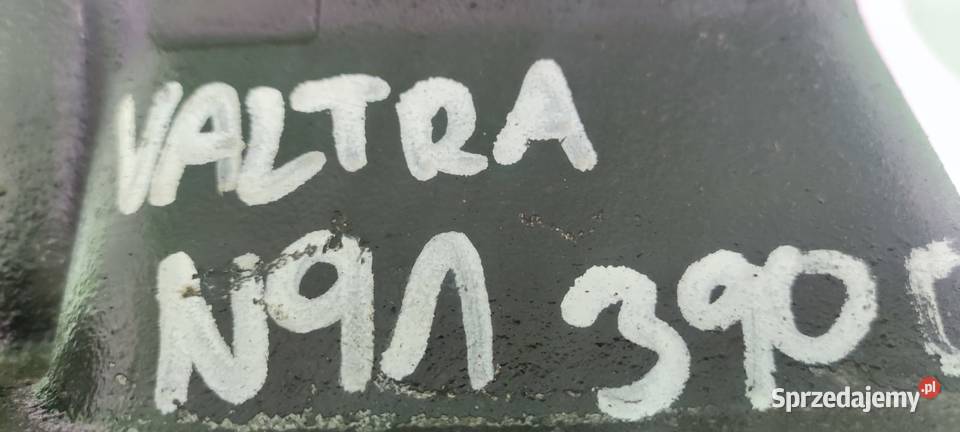 VALTRA
N91 390
Sprzedajemy.pl